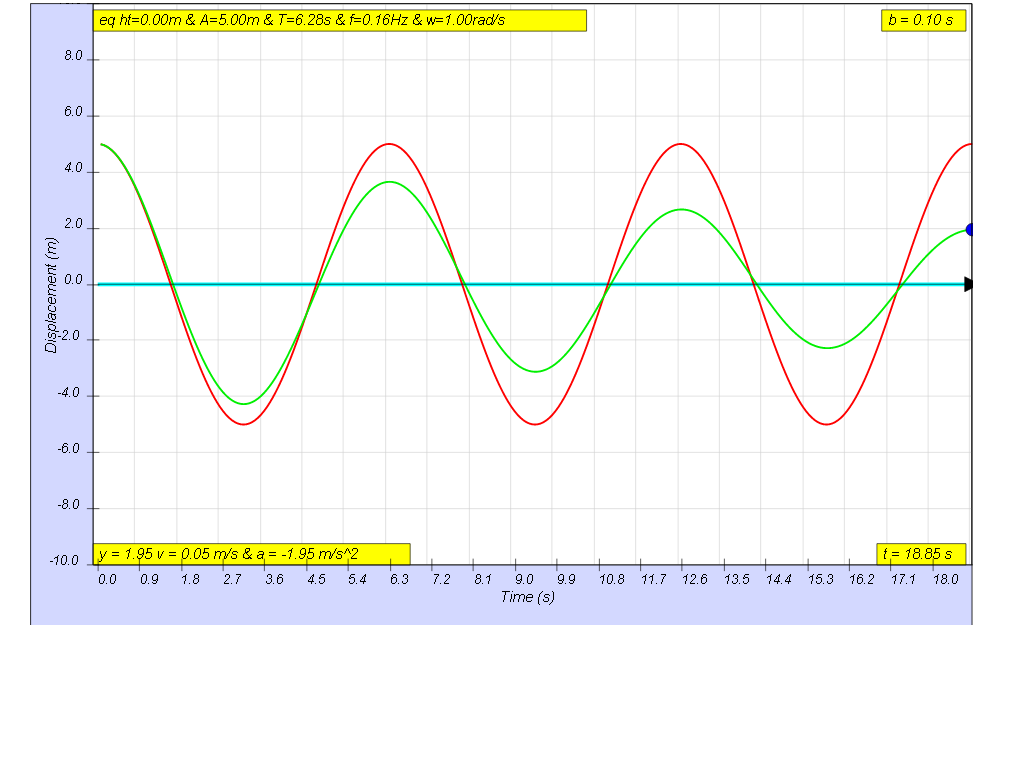 eq ht=0.00m & A=5.00m & T=6.28s & f=0.16Hz & w=1.00rad/s
b = 0.10 s
8.0
6.0
4.0
2.0
0.0
-2.0
-4.0
-6.0
-8.0
-10.0
Displacement (m)
y = 1.95 v = 0.05 m/s & a = -1.95 m/s^2
t = 18.85 s
0.0 0.9 1.8 2.7 3.6 4.5 5.4 6.3 7.2 8.1 9.0 9.9 10.8 11.7 12.6 13.5 14.4 15.3 16.2 17.1 18.0
Time (s)